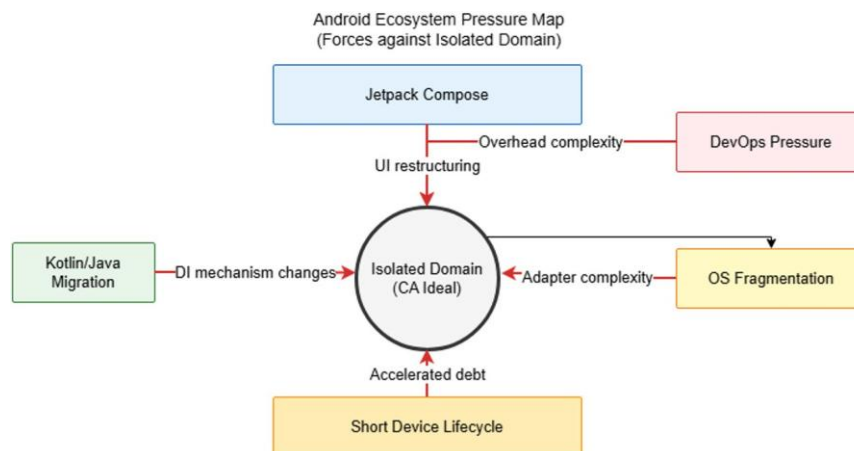 Android Ecosystem Pressure Map
(Forces against Isolated Domain)
Jetpack Compose
Overhead complexity
DevOps Pressure
UI restructuring
Kotlin/Java
Migration
DI mechanism changes
Isolated Domain
(CA Ideal)
Adapter complexity
OS Fragmentation
Accelerated debt
Short Device Lifecycle